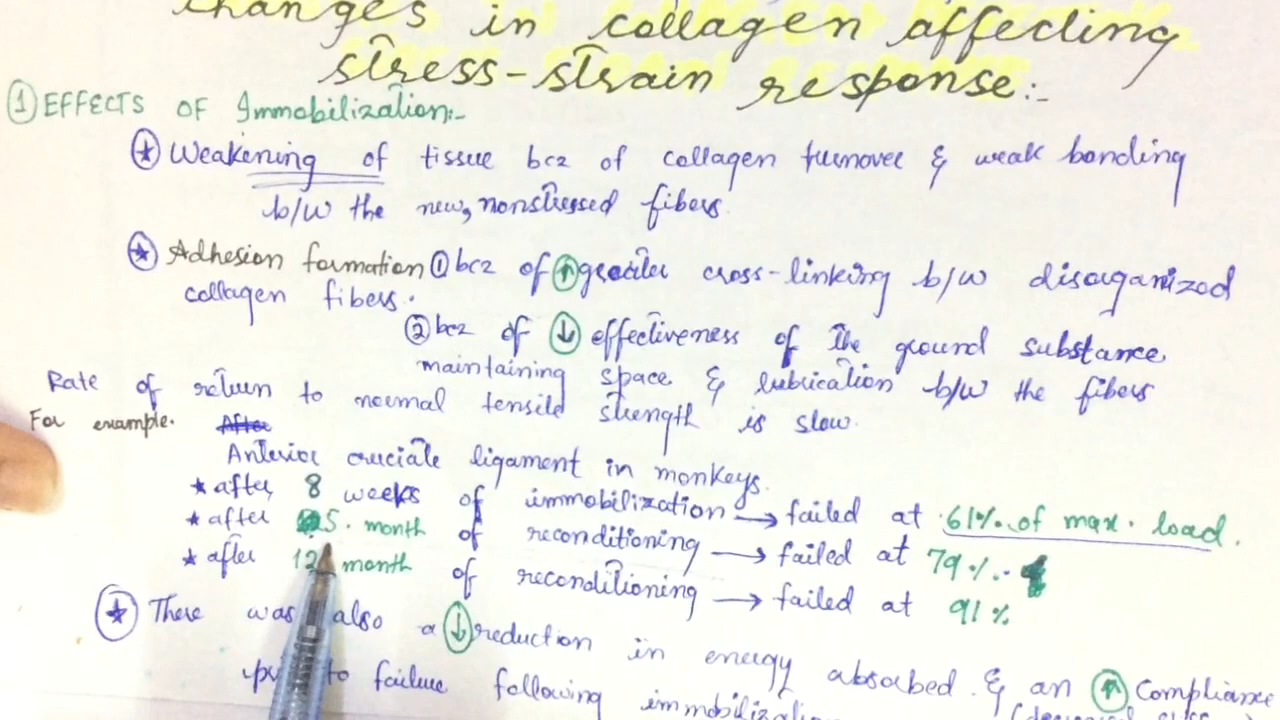 changes in collagen affecting
stress-strain response:-
① EFFECTS OF Immobilization:-
★ Weakening of tissue bcz of collagen turnover & weak bonding
b/w the new, nonstressed fibers
★ Adhesion formation ① bcz of ↑ greater cross-linking b/w disorganized
collagen fibers.
② bcz of ↓ effectiveness of the ground substance
maintaining space & lubrication b/w the fibers
Rate of return to normal tensile strength is slow.
For example. After
Anterior cruciate ligament in monkeys.
★ after 8 weeks of immobilization → failed at 61% of max. load.
★ after 5. month of reconditioning → failed at 79%.
★ after 12 month of reconditioning → failed at 91%
★ There was also a ↓ reduction in energy absorbed & an ↑ Compliance
to failure following